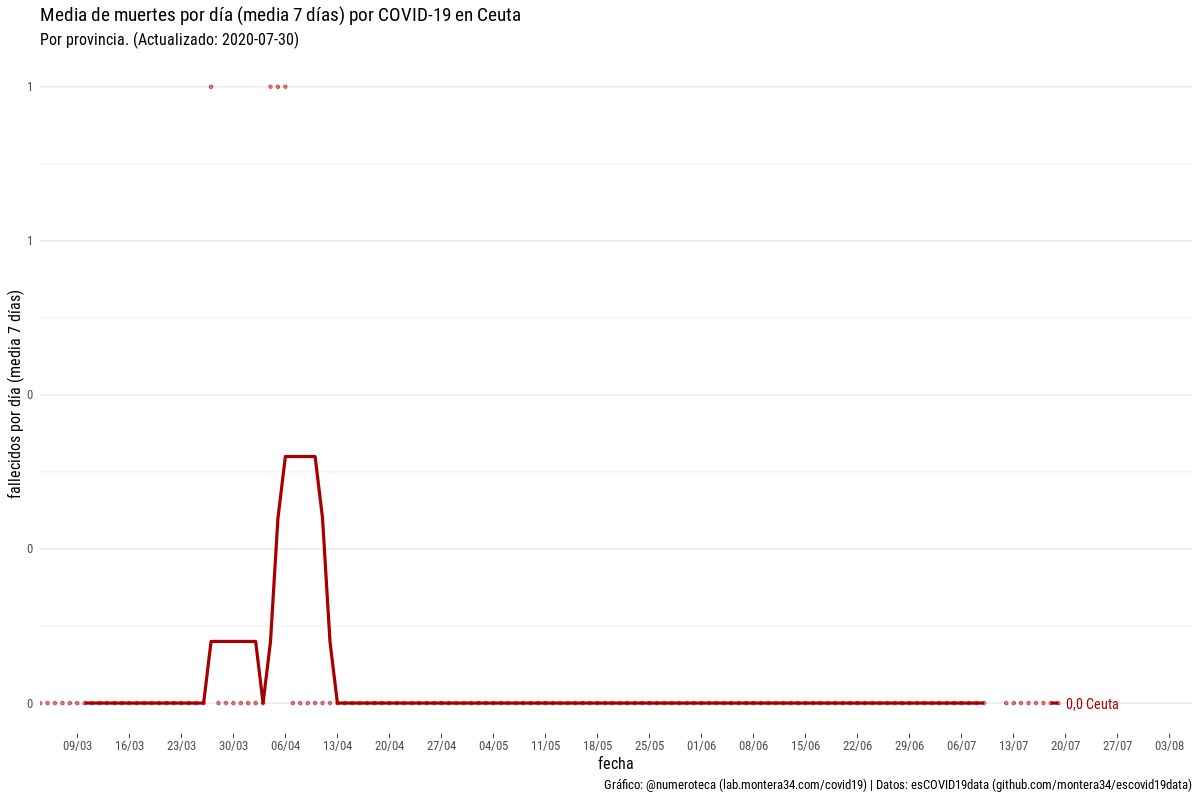 Media de muertes por día (media 7 días) por COVID-19 en Ceuta
Por provincia. (Actualizado: 2020-07-30)
fallecidos por día (media 7 días)
1
1
0
0
0
0,0 Ceuta
09/03 16/03 23/03 30/03 06/04 13/04 20/04 27/04 04/05 11/05 18/05 25/05 01/06 08/06 15/06 22/06 29/06 06/07 13/07 20/07 27/07 03/08
fecha
Gráfico: @numeroteca (lab.montera34.com/covid19) | Datos: esCOVID19data (github.com/montera34/escovid19data)